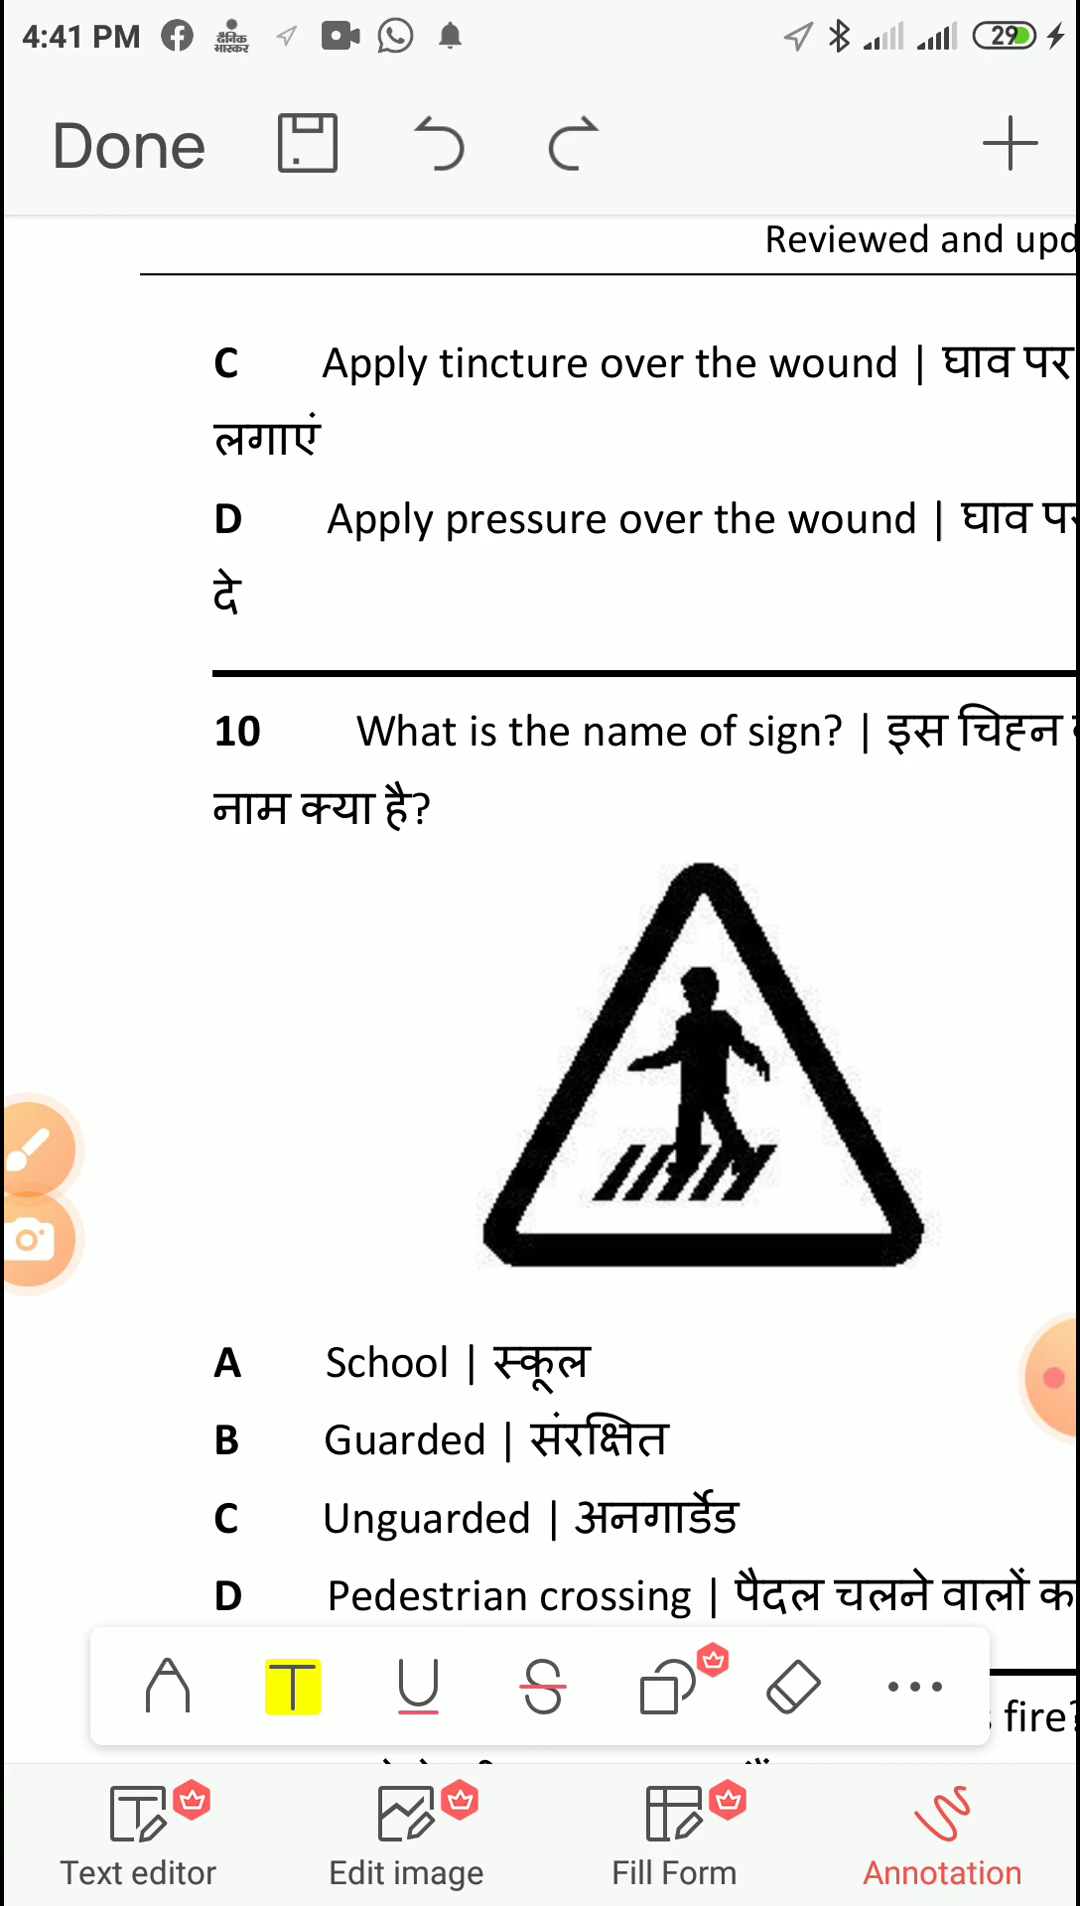 4:41 PM दैनिक भास्कर 29
Done
Reviewed and upd
C Apply tincture over the wound | घाव पर
लगाएं
D Apply pressure over the wound | घाव
दे
10 What is the name of sign? | इस चिह्न
नाम क्या है?
A School | स्कूल
B Guarded | संरक्षित
C Unguarded | अनगार्डेड
D Pedestrian crossing | पैदल चलने वालों क
T U S
fire?
Text editor Edit image Fill Form Annotation